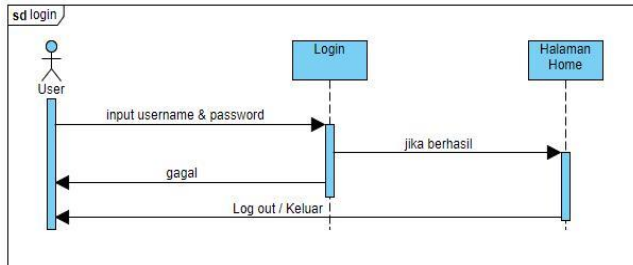 sd login
Login
Halaman
Home
User
input username & password
jika berhasil
gagal
Log out / Keluar